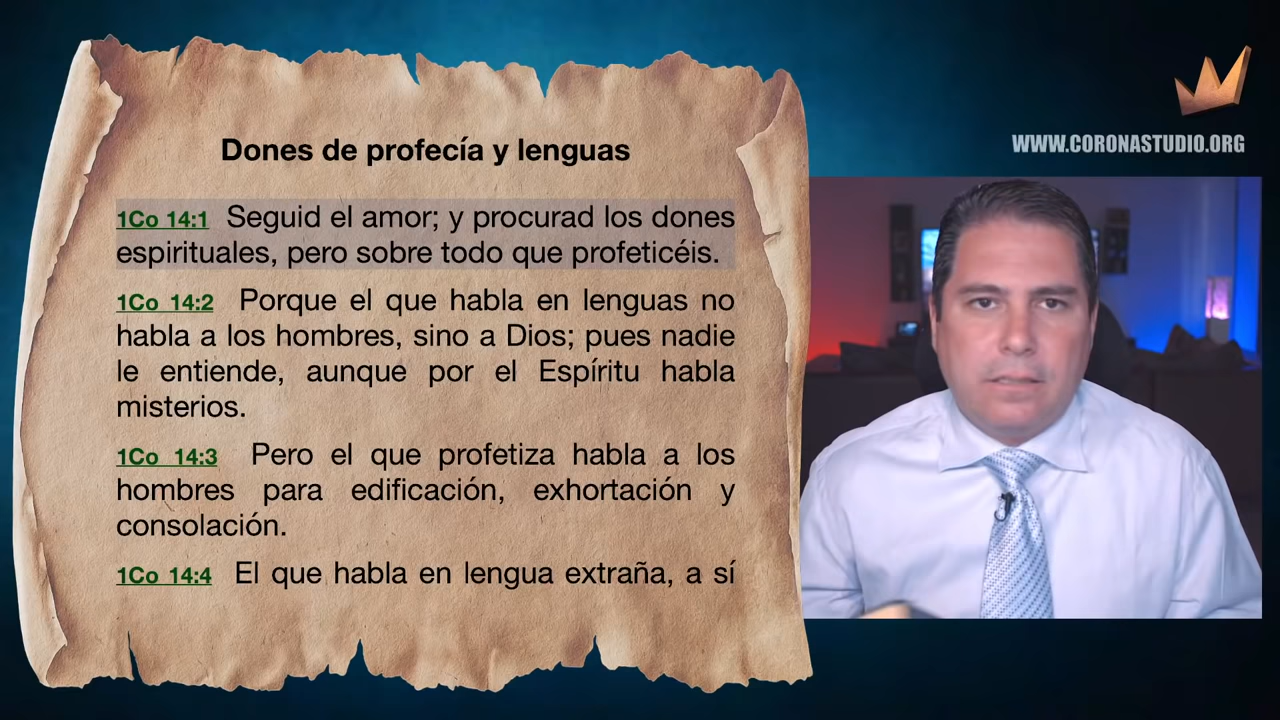 Dones de profecía y lenguas
1Co 14:1 Seguid el amor; y procurad los dones
espirituales, pero sobre todo que profeticéis.
1Co 14:2 Porque el que habla en lenguas no
habla a los hombres, sino a Dios; pues nadie
le entiende, aunque por el Espíritu habla
misterios.
1Co 14:3 Pero el que profetiza habla a los
hombres para edificación, exhortación y
consolación.
1Co 14:4 El que habla en lengua extraña, a sí
WWW.CORONASTUDIO.ORG